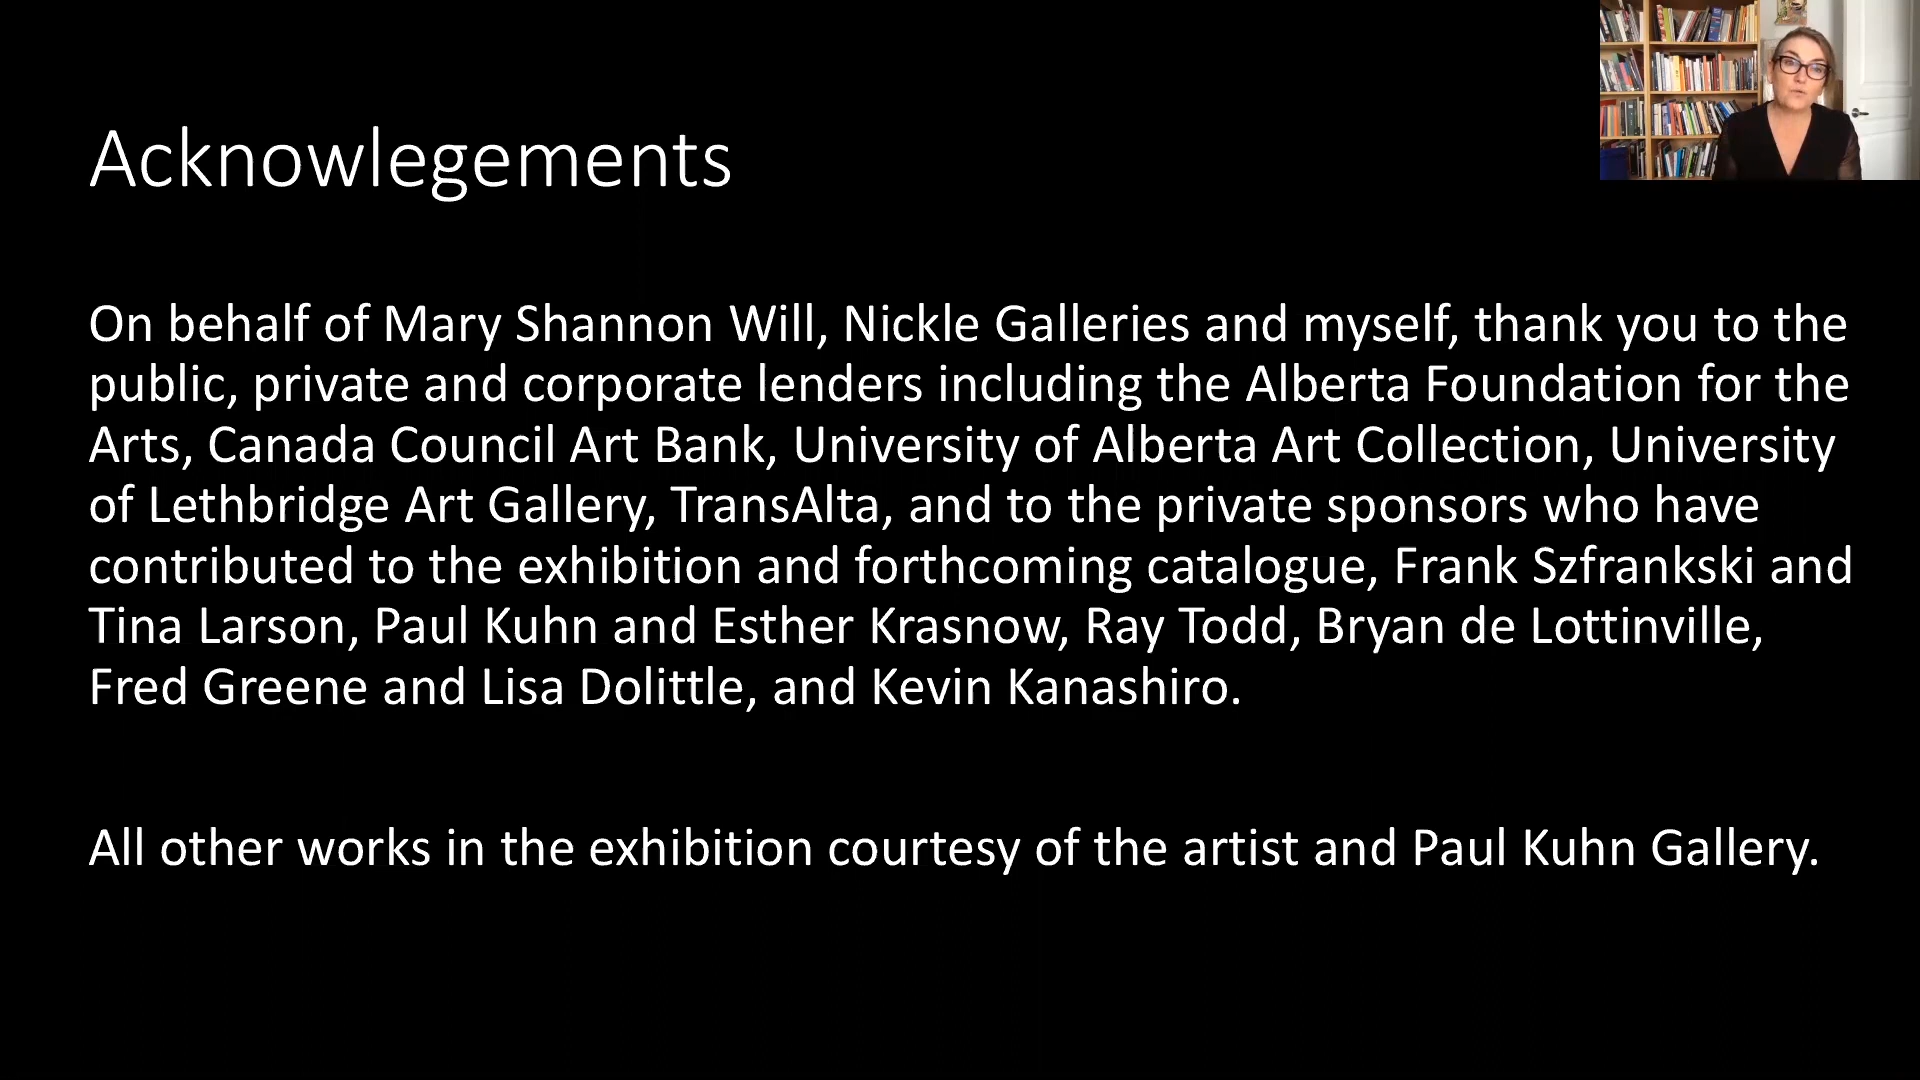 Acknowlegements
On behalf of Mary Shannon Will, Nickle Galleries and myself, thank you to the
public, private and corporate lenders including the Alberta Foundation for the
Arts, Canada Council Art Bank, University of Alberta Art Collection, University
of Lethbridge Art Gallery, TransAlta, and to the private sponsors who have
contributed to the exhibition and forthcoming catalogue, Frank Szfrankski and
Tina Larson, Paul Kuhn and Esther Krasnow, Ray Todd, Bryan de Lottinville,
Fred Greene and Lisa Dolittle, and Kevin Kanashiro.
All other works in the exhibition courtesy of the artist and Paul Kuhn Gallery.